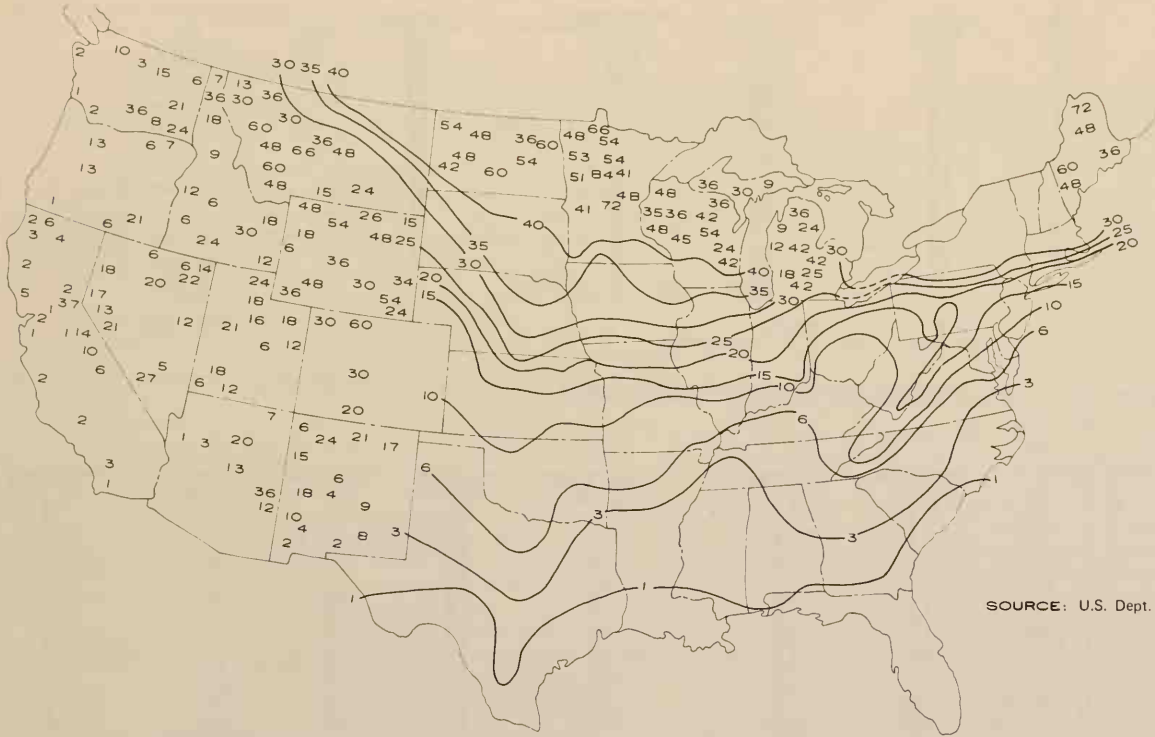 2 10 3 15 6 7 13 30 35 40
1 2 36 8 21 24 36 30 36 18 30 60
13 6 7 9 48 66 36 48 60 48
13 12 6 15 24
54 48 36 60 48 66 54
48 42 60 54 53 54 51 84 41
41 72 48 48 36 30 9
35 36 42 36 48 45 54 24 42
36 9 24 12 42 42 30 18 25 42
72 48 36 60 48
1 2 6 3 4 6 21 6 24 30 18 12
48 18 54 26 15 6 48 25 36 48 30 34 54 24 36
40 35 30 20 15
40 35 30 25 20 15 10
30 25 20 15 10 6 3
2 18 6 20 6 14 22 24 18
5 2 1 37 17 13 21 12 21 16 18 6 12 30 60
7 2 1 1 14 10 6 5 27 18 6 12 30
2 2 3 1 7 1 3 20 13 36 12
20 6 24 21 17 15 6 18 4 9 10 4 8 2 2
10 6 3 1
6 3 1 3 1
SOURCE: U.S. Dept.